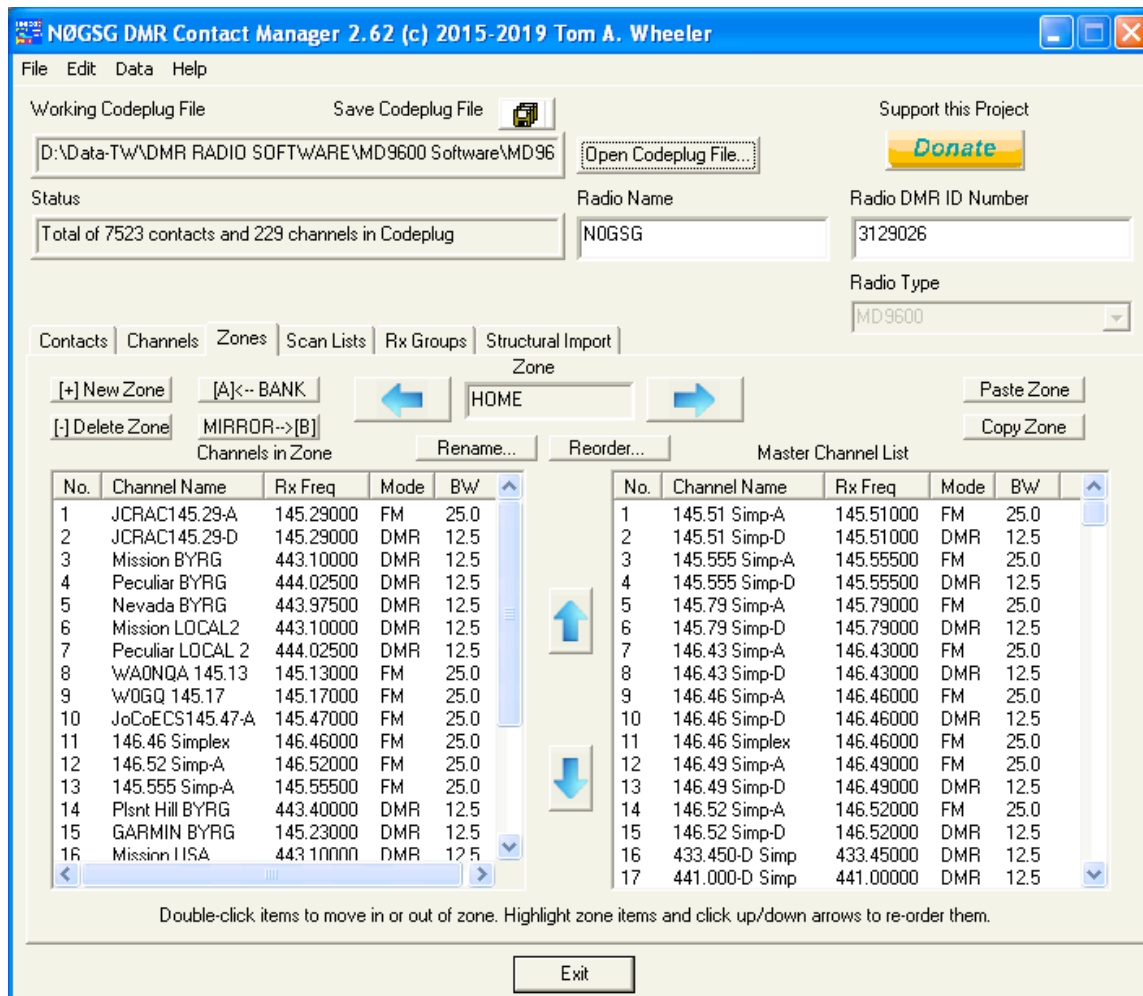 NØGSG DMR Contact Manager 2.62 (c) 2015-2019 Tom A. Wheeler
File Edit Data Help
Working Codeplug File Save Codeplug File Support this Project
D:\Data-TW\DMR RADIO SOFTWARE\MD9600 Software\MD96 Open Codeplug File... Donate
Status Radio Name Radio DMR ID Number
Total of 7523 contacts and 229 channels in Codeplug N0GSG 3129026
Radio Type
MD9600
Contacts Channels Zones Scan Lists Rx Groups Structural Import
Zone
[+] New Zone [A]<-- BANK HOME Paste Zone
[-] Delete Zone MIRROR-->[B] Copy Zone
Channels in Zone Rename... Reorder... Master Channel List
No. Channel Name Rx Freq Mode BW No. Channel Name Rx Freq Mode BW
1 JCRAC145.29-A 145.29000 FM 25.0 1 145.51 Simp-A 145.51000 FM 25.0
2 JCRAC145.29-D 145.29000 DMR 12.5 2 145.51 Simp-D 145.51000 DMR 12.5
3 Mission BYRG 443.10000 DMR 12.5 3 145.555 Simp-A 145.55500 FM 25.0
4 Peculiar BYRG 444.02500 DMR 12.5 4 145.555 Simp-D 145.55500 DMR 12.5
5 Nevada BYRG 443.97500 DMR 12.5 5 145.79 Simp-A 145.79000 FM 25.0
6 Mission LOCAL2 443.10000 DMR 12.5 6 145.79 Simp-D 145.79000 DMR 12.5
7 Peculiar LOCAL 2 444.02500 DMR 12.5 7 146.43 Simp-A 146.43000 FM 25.0
8 WA0NQA 145.13 145.13000 FM 25.0 8 146.43 Simp-D 146.43000 DMR 12.5
9 W0GQ 145.17 145.17000 FM 25.0 9 146.46 Simp-A 146.46000 FM 25.0
10 JoCoECS145.47-A 145.47000 FM 25.0 10 146.46 Simp-D 146.46000 DMR 12.5
11 146.46 Simplex 146.46000 FM 25.0 11 146.46 Simplex 146.46000 FM 25.0
12 146.52 Simp-A 146.52000 FM 25.0 12 146.49 Simp-A 146.49000 FM 25.0
13 145.555 Simp-A 145.55500 FM 25.0 13 146.49 Simp-D 146.49000 DMR 12.5
14 Plsnt Hill BYRG 443.40000 DMR 12.5 14 146.52 Simp-A 146.52000 FM 25.0
15 GARMIN BYRG 145.23000 DMR 12.5 15 146.52 Simp-D 146.52000 DMR 12.5
16 Mission USA 443.10000 DMR 12.5 16 433.450-D Simp 433.45000 DMR 12.5
17 441.000-D Simp 441.00000 DMR 12.5
Double-click items to move in or out of zone. Highlight zone items and click up/down arrows to re-order them.
Exit